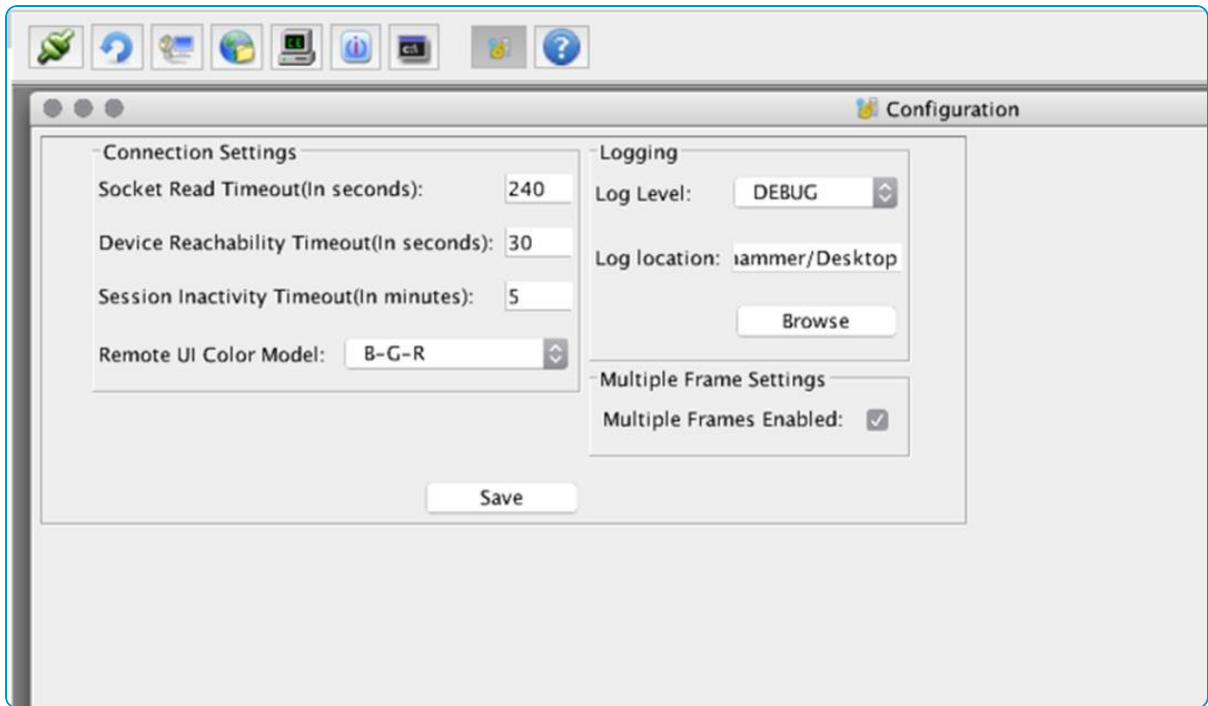 Configuration
Connection Settings
Socket Read Timeout(In seconds): 240
Device Reachability Timeout(In seconds): 30
Session Inactivity Timeout(In minutes): 5
Remote UI Color Model: B-G-R
Logging
Log Level: DEBUG
Log location: hammer/Desktop
Browse
Multiple Frame Settings
Multiple Frames Enabled:
Save